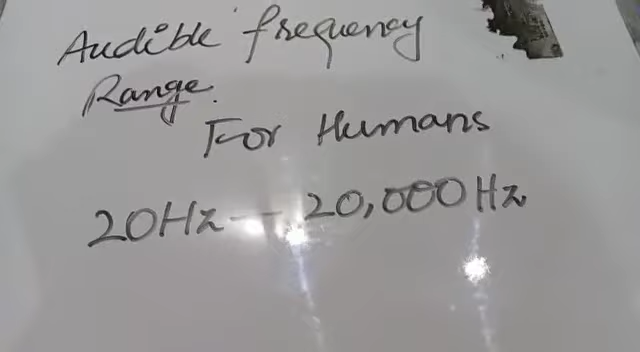 Audible frequency
Range.
For Humans
20Hz -- 20,000Hz